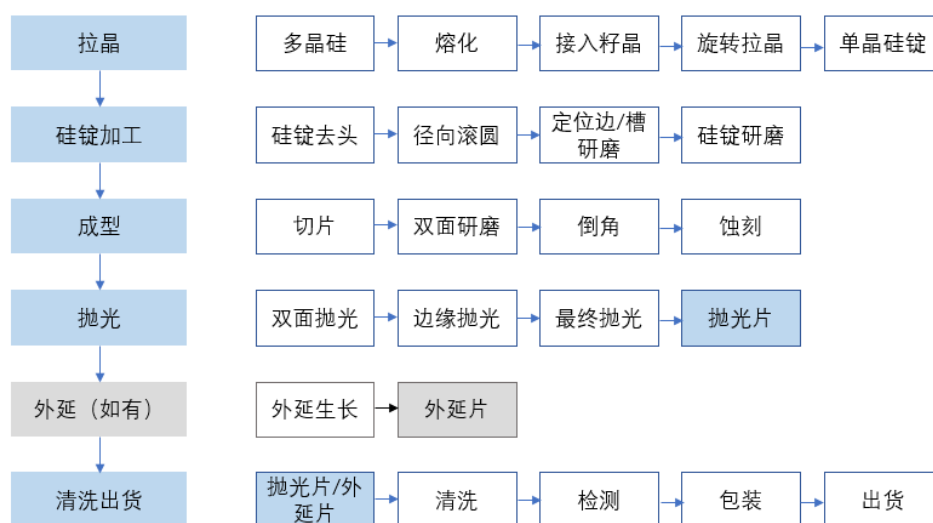 拉晶
多晶硅
熔化
接入籽晶
旋转拉晶
单晶硅锭
硅锭加工
硅锭去头
径向滚圆
定位边/槽
研磨
硅锭研磨
成型
切片
双面研磨
倒角
蚀刻
抛光
双面抛光
边缘抛光
最终抛光
抛光片
外延（如有）
外延生长
外延片
清洗出货
抛光片/外
延片
清洗
检测
包装
出货